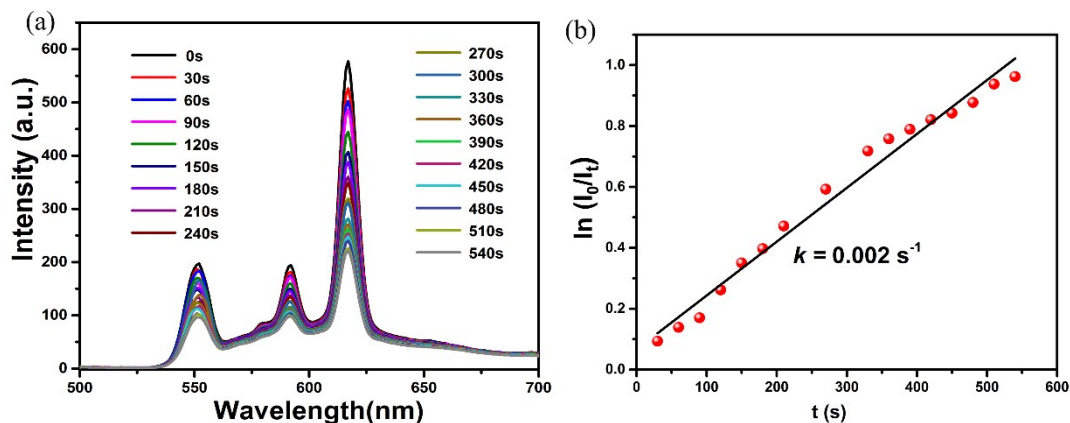 (a)
Intensity (a.u.)
600
500
400
300
200
100
0
0s
30s
60s
90s
120s
150s
180s
210s
240s
270s
300s
330s
360s
390s
420s
450s
480s
510s
540s
500 550 600 650 700
Wavelength(nm)
(b)
ln (I₀/Iₜ)
1.0
0.8
0.6
0.4
0.2
0.0
k = 0.002 s⁻¹
0 100 200 300 400 500 600
t (s)